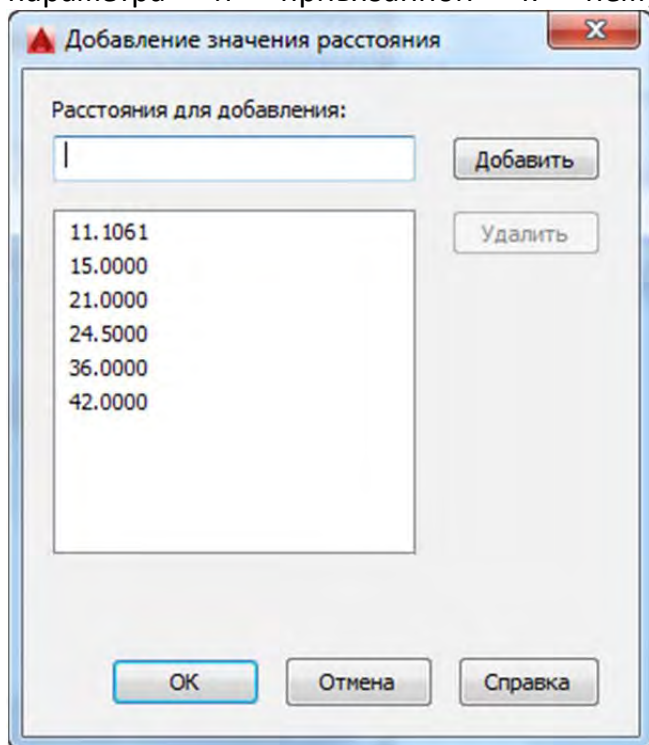 Добавление значения расстояния
Расстояния для добавления:
Добавить
11.1061
Удалить
15.0000
21.0000
24.5000
36.0000
42.0000
OK Отмена Справка